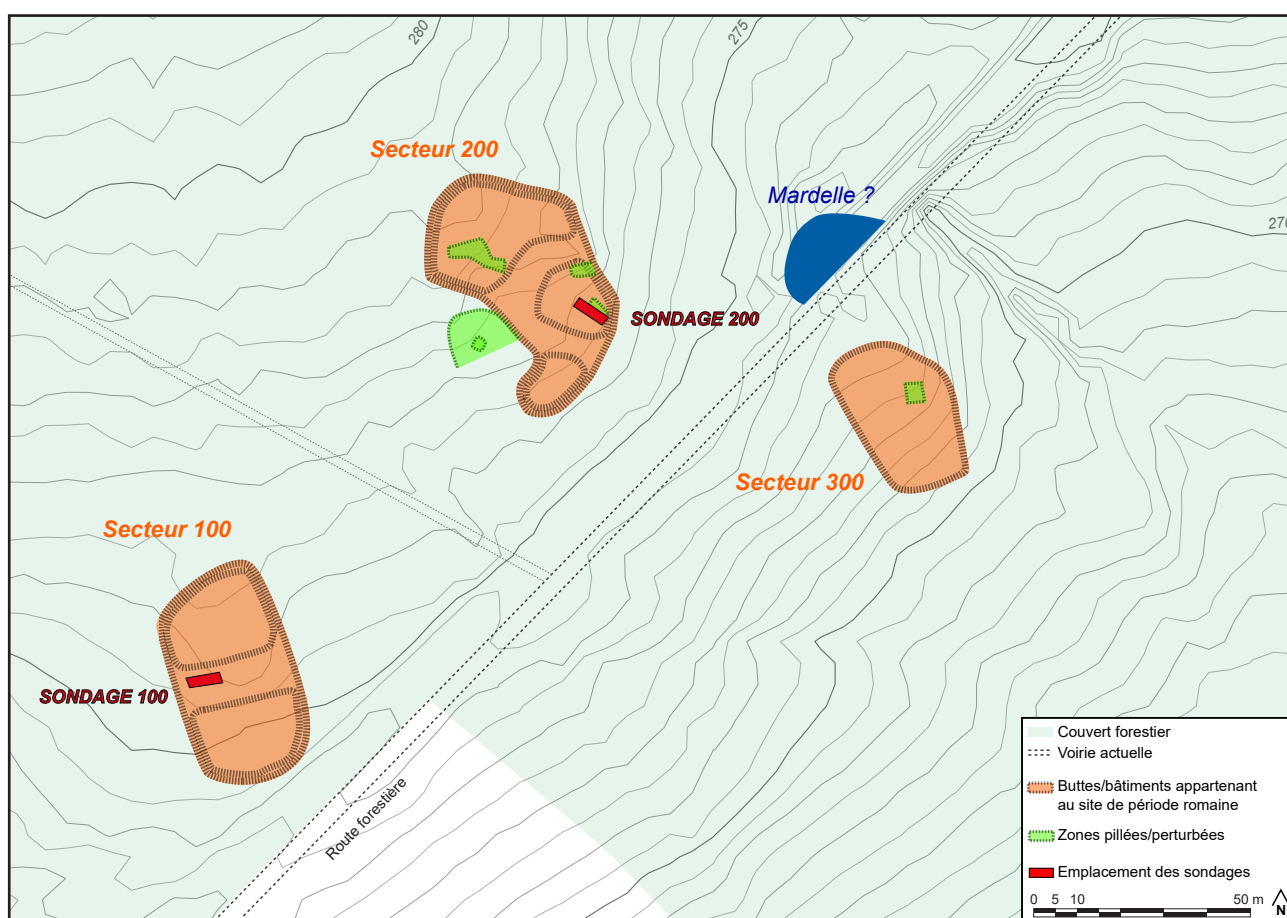 280
275
Secteur 200
Mardelle ?
270
SONDAGE 200
Secteur 300
Secteur 100
SONDAGE 100
Route forestière
Couvert forestier
Voirie actuelle
Buttes/bâtiments appartenant
au site de période romaine
Zones pillées/perturbées
Emplacement des sondages
0 5 10 50 m
N